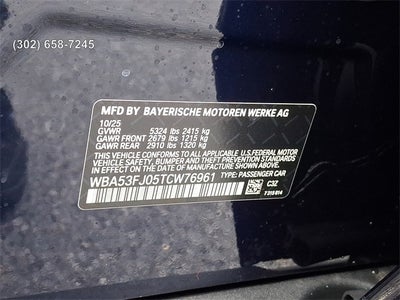 (302) 658-7245
MFD BY BAYERISCHE MOTOREN WERKE AG
10/25
GVWR 5324 lbs 2415 kg
GAWR FRONT 2679 lbs 1215 kg
GAWR REAR 2910 lbs 1320 kg
THIS VEHICLE CONFORMS TO ALL APPLICABLE U.S. FEDERAL MOTOR
VEHICLE SAFETY, BUMPER AND THEFT PREVENTION STANDARDS
IN EFFECT ON THE DATE OF MANUFACTURE SHOWN ABOVE.
WBA53FJ05TCW76961 TYPE: PASSENGER CAR
C3Z